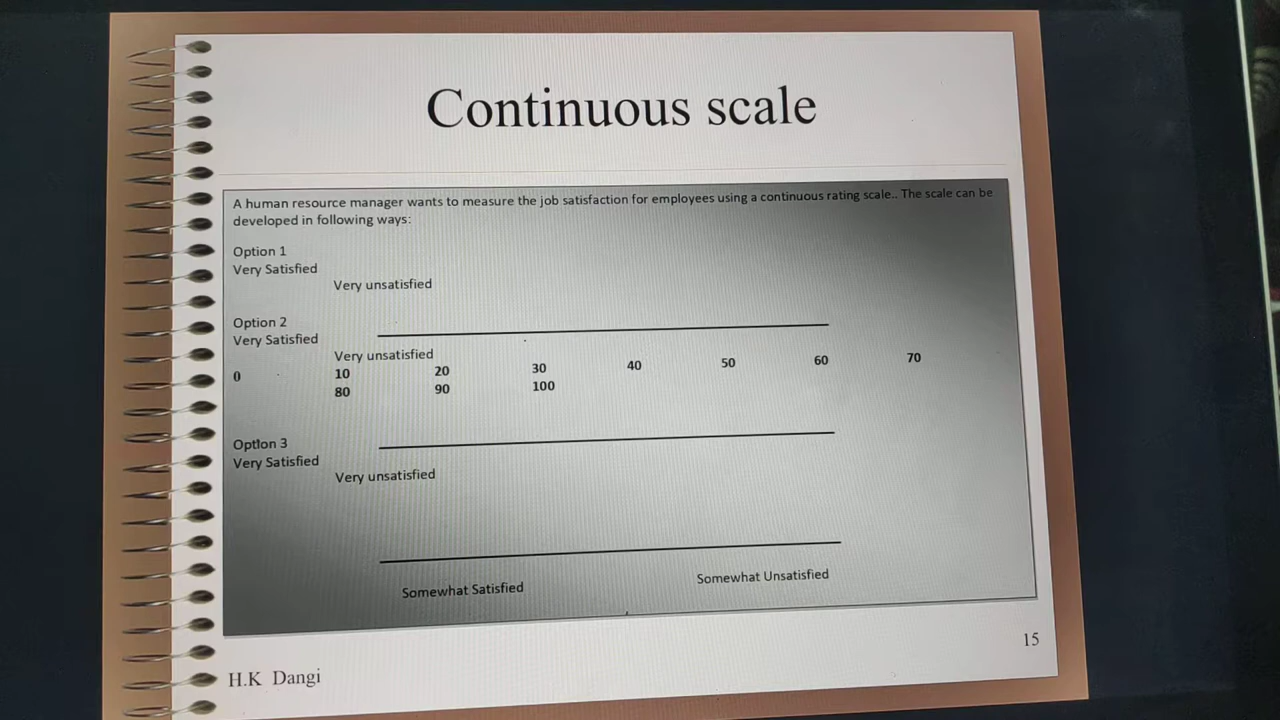 Continuous scale
A human resource manager wants to measure the job satisfaction for employees using a continuous rating scale.. The scale can be
developed in following ways:
Option 1
Very Satisfied
Very unsatisfied
Option 2
Very Satisfied
Very unsatisfied
0 10 20 30 40 50 60 70
80 90 100
Option 3
Very Satisfied
Very unsatisfied
Somewhat Satisfied Somewhat Unsatisfied
15
H.K Dangi